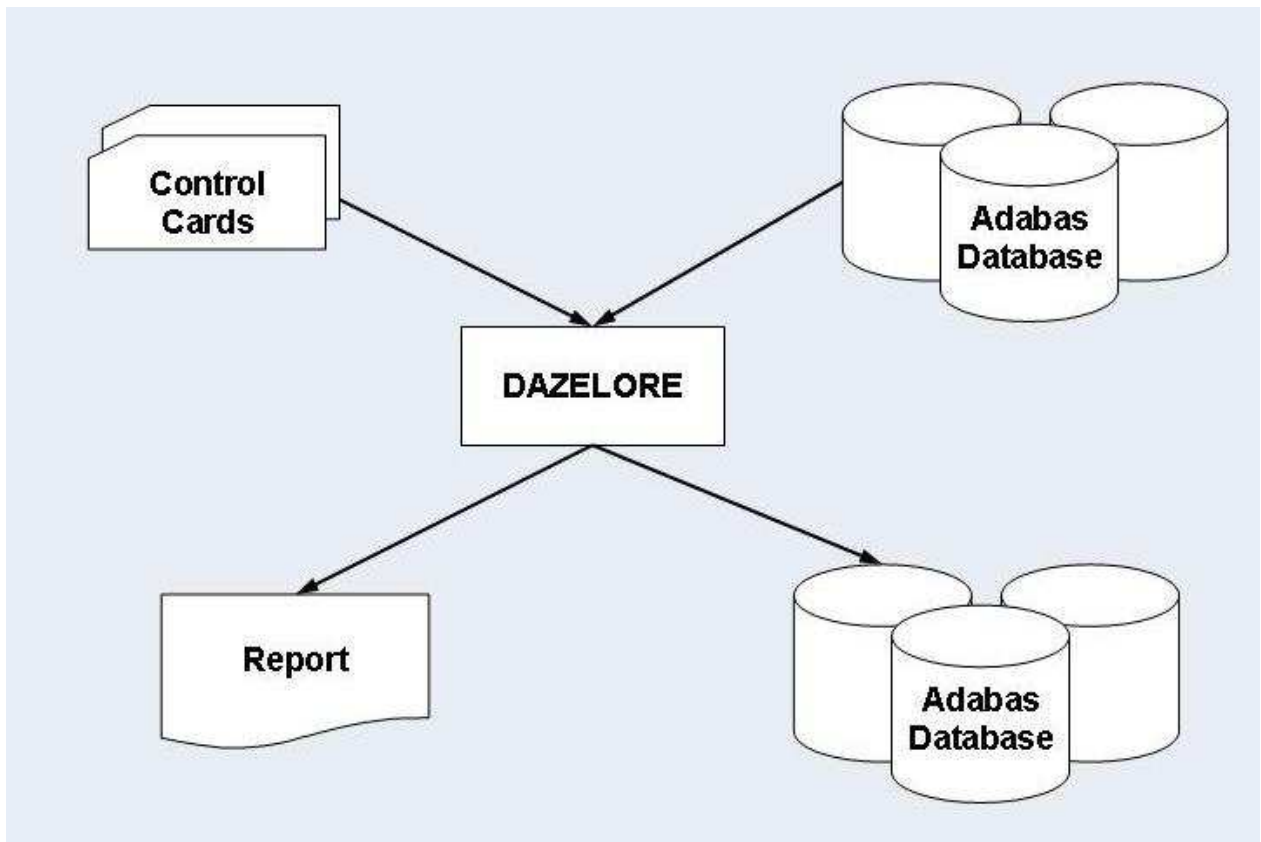 Control
Cards
Adabas
Database
DAZELORE
Report
Adabas
Database